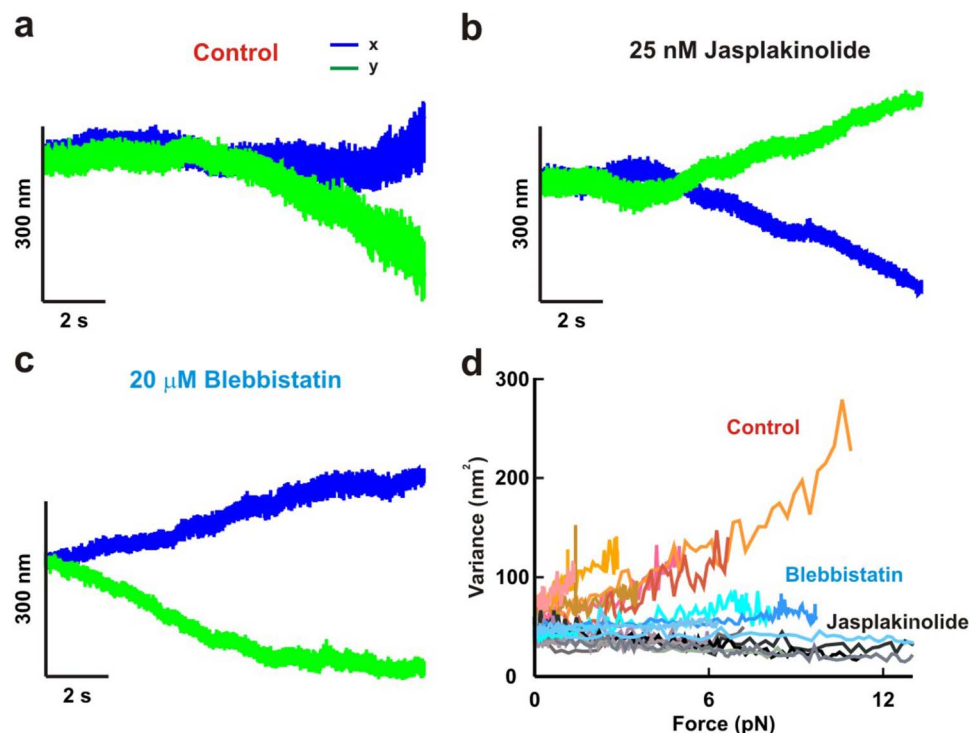 a
Control
x
y
300 nm
2 s
b
25 nM Jasplakinolide
300 nm
2 s
c
20 μM Blebbistatin
300 nm
2 s
d
300
200
100
0
Variance (nm²)
Control
Blebbistatin
Jasplakinolide
0
6
12
Force (pN)